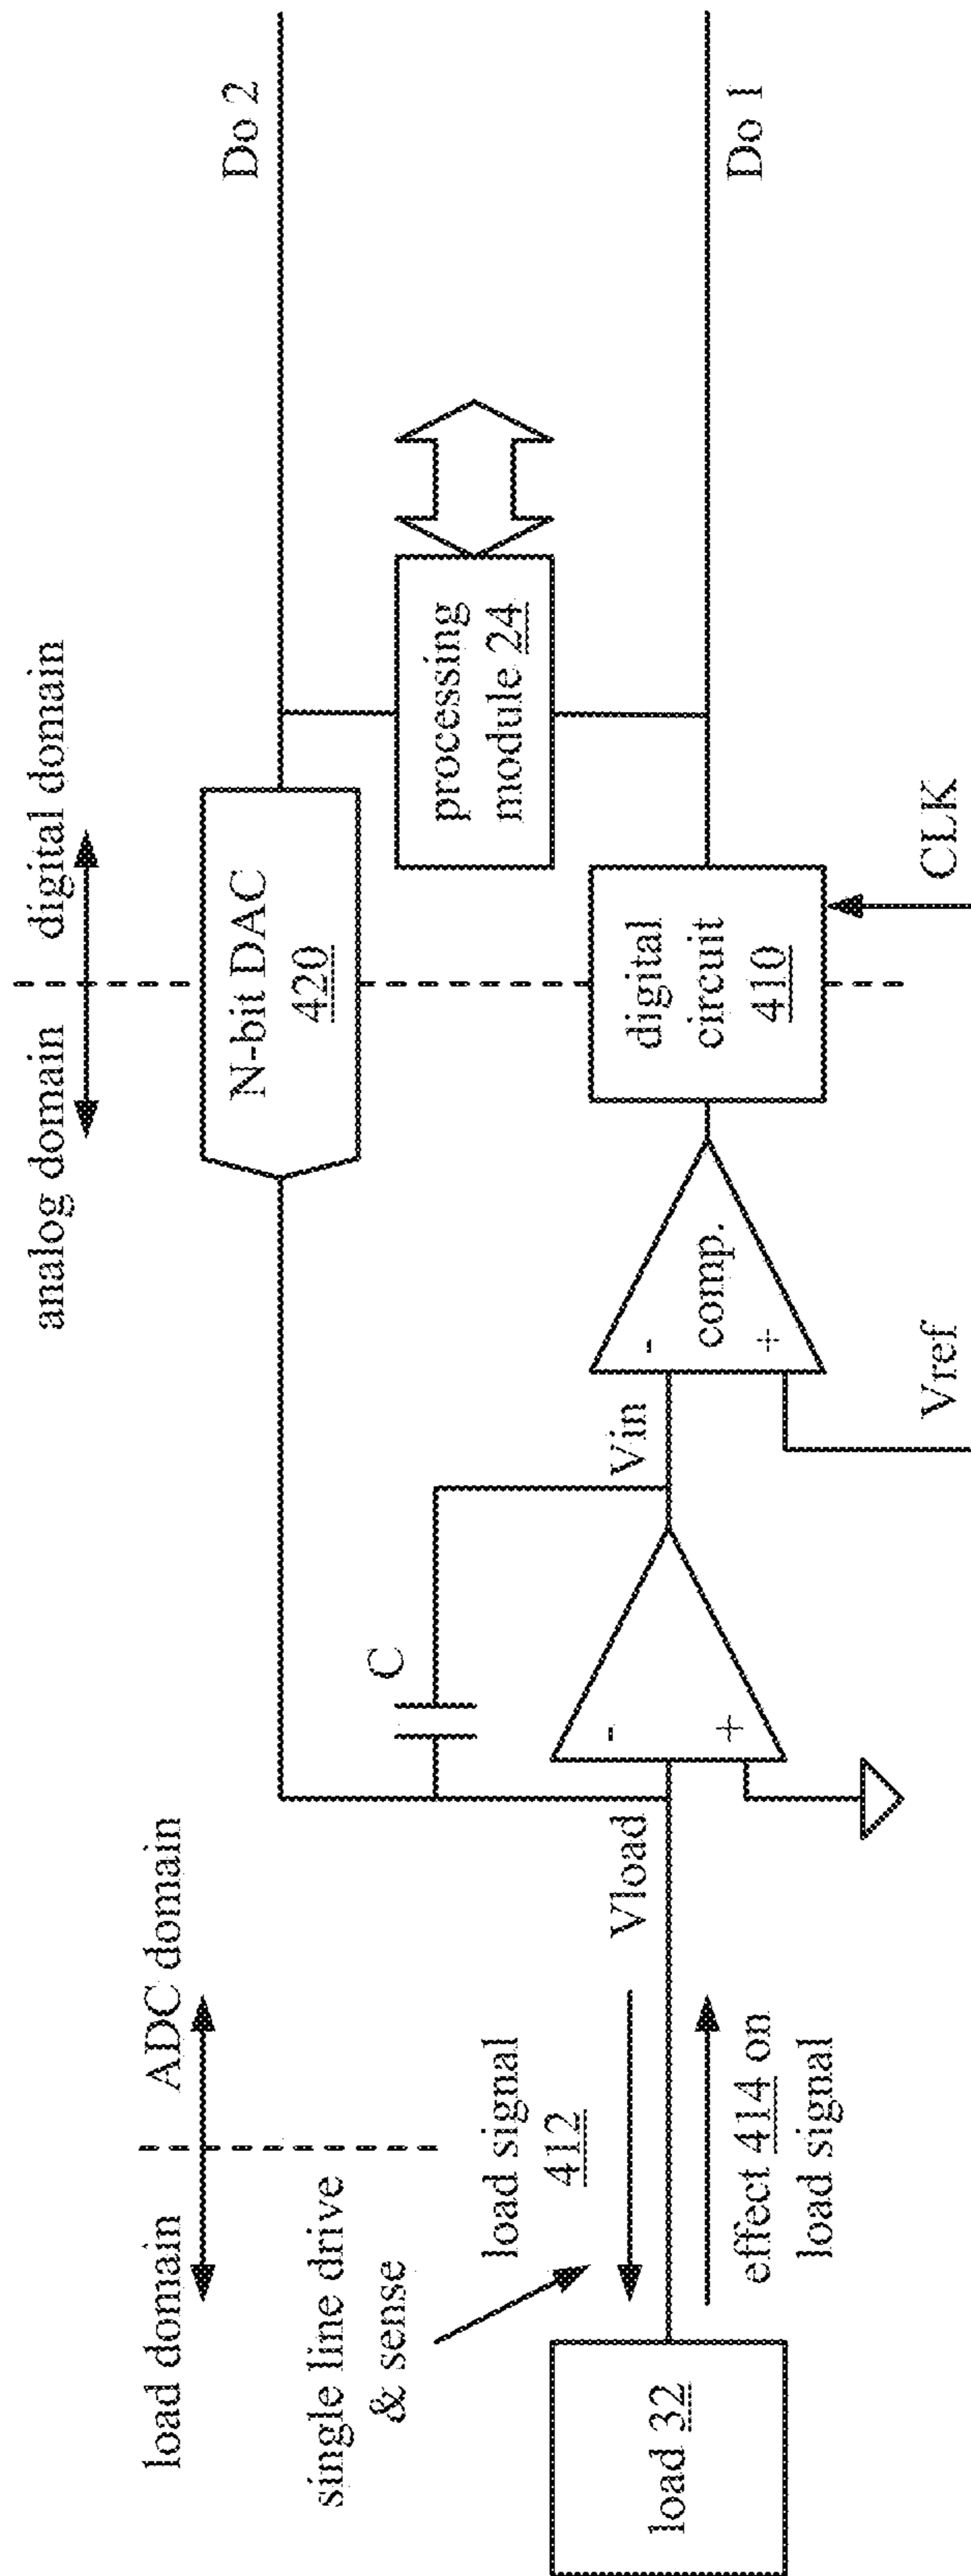 analog domain
digital domain
load domain
ADC domain
single line drive
& sense
N-bit DAC
420
Do 2
C
processing
module 24
load signal
412
Vload
Vin
load 32
-
+
-
comp.
+
digital
circuit
410
Do 1
effect 414 on
load signal
Vref
CLK